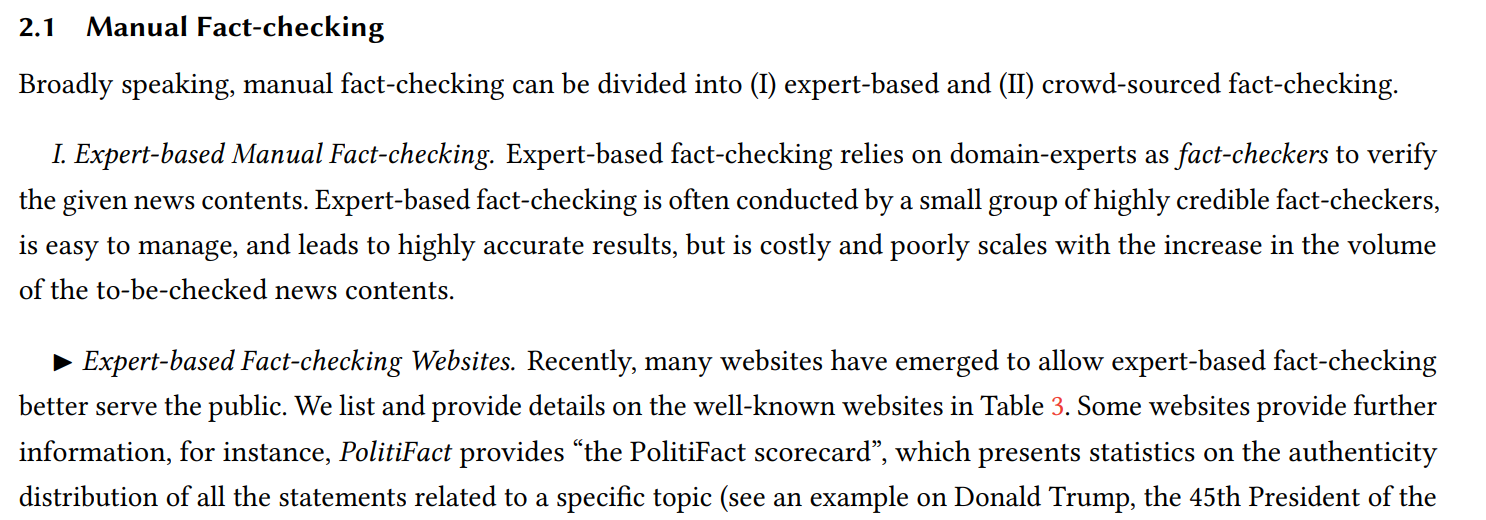 2.1 Manual Fact-checking
Broadly speaking, manual fact-checking can be divided into (I) expert-based and (II) crowd-sourced fact-checking.
I. Expert-based Manual Fact-checking. Expert-based fact-checking relies on domain-experts as fact-checkers to verify
the given news contents. Expert-based fact-checking is often conducted by a small group of highly credible fact-checkers,
is easy to manage, and leads to highly accurate results, but is costly and poorly scales with the increase in the volume
of the to-be-checked news contents.
► Expert-based Fact-checking Websites. Recently, many websites have emerged to allow expert-based fact-checking
better serve the public. We list and provide details on the well-known websites in Table 3. Some websites provide further
information, for instance, PolitiFact provides “the PolitiFact scorecard”, which presents statistics on the authenticity
distribution of all the statements related to a specific topic (see an example on Donald Trump, the 45th President of the